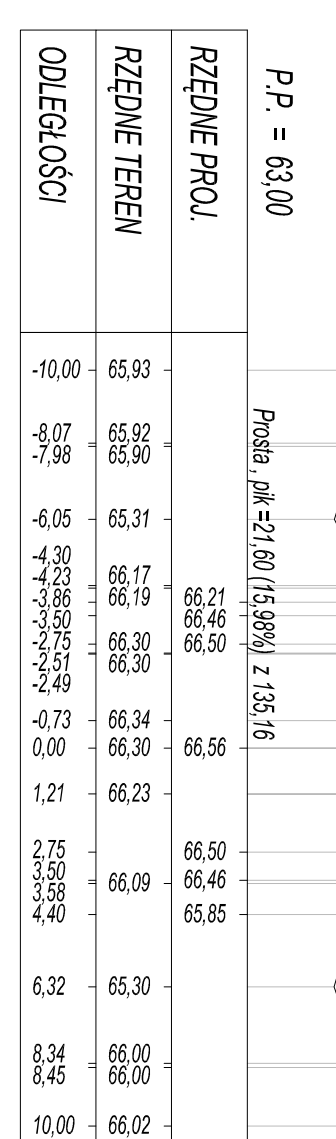 P.P. = 63,00
RZĘDNE PROJ.
RZĘDNE TEREN
ODLEGŁOŚCI
Prosta , pik=21,60 (15,98%) z 135,16
-10,00 65,93
-8,07 65,92
-7,98 65,90
-6,05 65,31
-4,30
-4,23 66,17
-3,86 66,19 66,21
-3,50 66,46
-2,75 66,30 66,50
-2,51 66,30
-2,49
-0,73 66,34
0,00 66,30 66,56
1,21 66,23
2,75 66,50
3,50 66,46
3,58 66,09
4,40 65,85
6,32 65,30
8,34 66,00
8,45 66,00
10,00 66,02